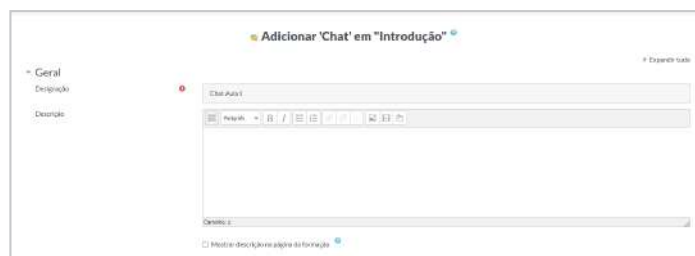 Adicionar 'Chat' em "Introdução"
Expandir tudo
Geral
Designação
Chat Aula 1
Descrição
Parágrafo
Caminho: p
Mostrar descrição na página da formação